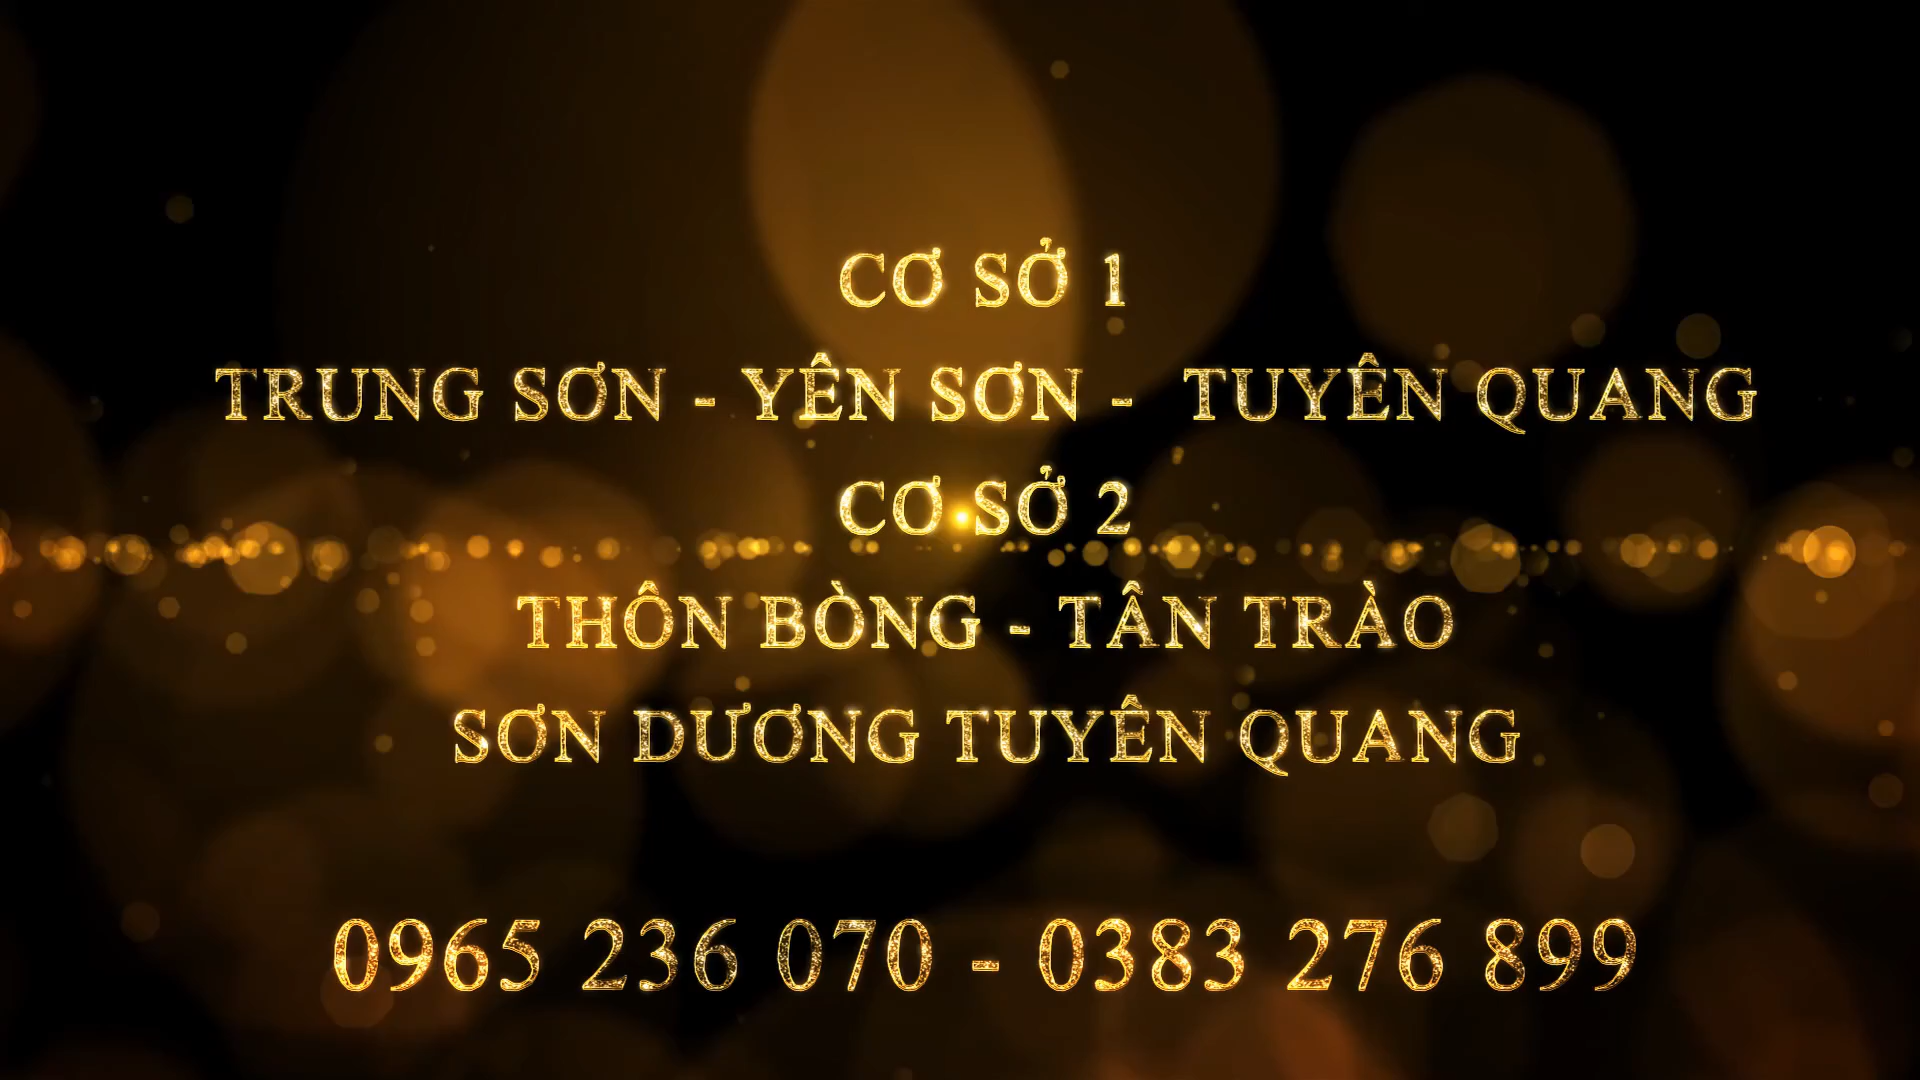 CƠ SỞ 1
TRUNG SƠN - YÊN SƠN - TUYÊN QUANG
CƠ SỞ 2
THÔN BÒNG - TÂN TRÀO
SƠN DƯƠNG TUYÊN QUANG
0965 236 070 - 0383 276 899